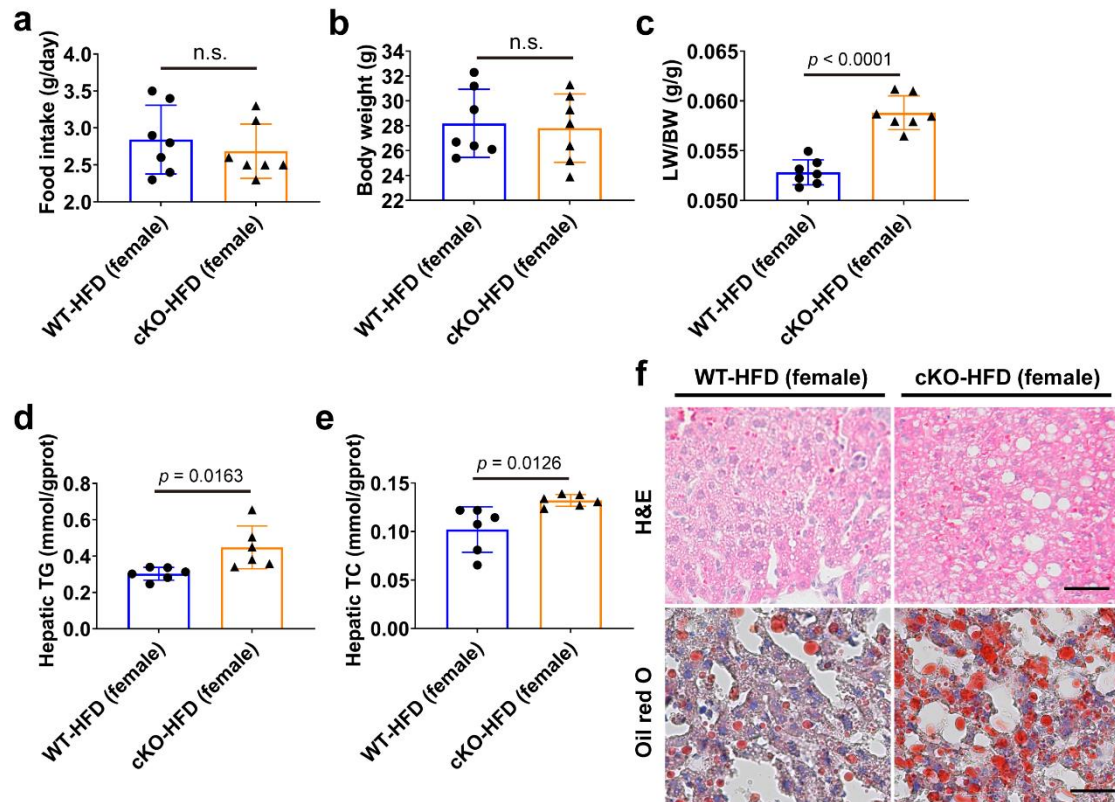 a
Food intake (g/day)
4.0
3.5
3.0
2.5
2.0
n.s.
WT-HFD (female)
cKO-HFD (female)
b
Body weight (g)
34
32
30
28
26
24
22
n.s.
WT-HFD (female)
cKO-HFD (female)
c
LW/BW (g/g)
0.065
0.060
0.055
0.050
p < 0.0001
WT-HFD (female)
cKO-HFD (female)
d
Hepatic TG (mmol/gprot)
0.8
0.6
0.4
0.2
0.0
p = 0.0163
WT-HFD (female)
cKO-HFD (female)
e
Hepatic TC (mmol/gprot)
0.15
0.10
0.05
0.00
p = 0.0126
WT-HFD (female)
cKO-HFD (female)
f
WT-HFD (female)
cKO-HFD (female)
H&E
Oil red O